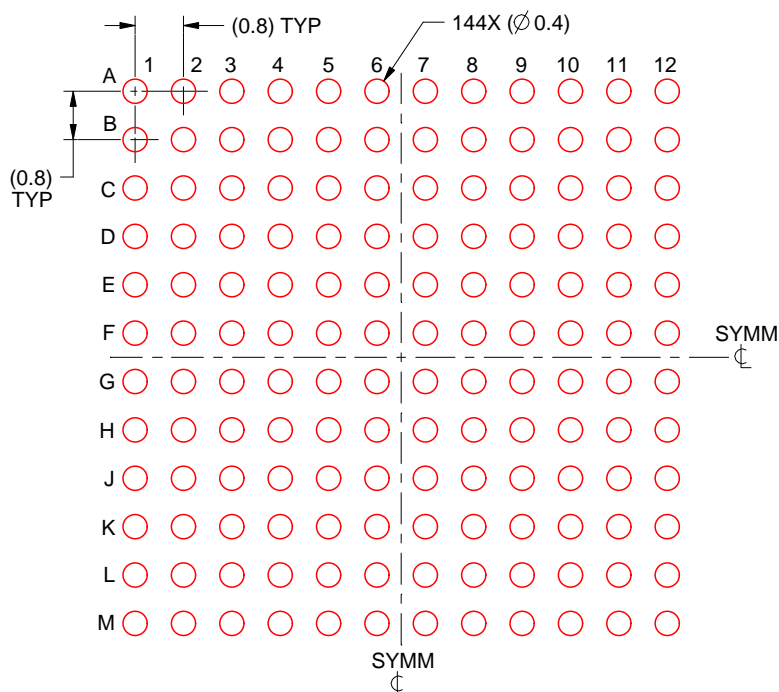 (0.8) TYP
144X (∅ 0.4)
1 2 3 4 5 6 7 8 9 10 11 12
A
B
(0.8)
TYP
C
D
E
F
SYMM
℄
G
H
J
K
L
M
SYMM
℄